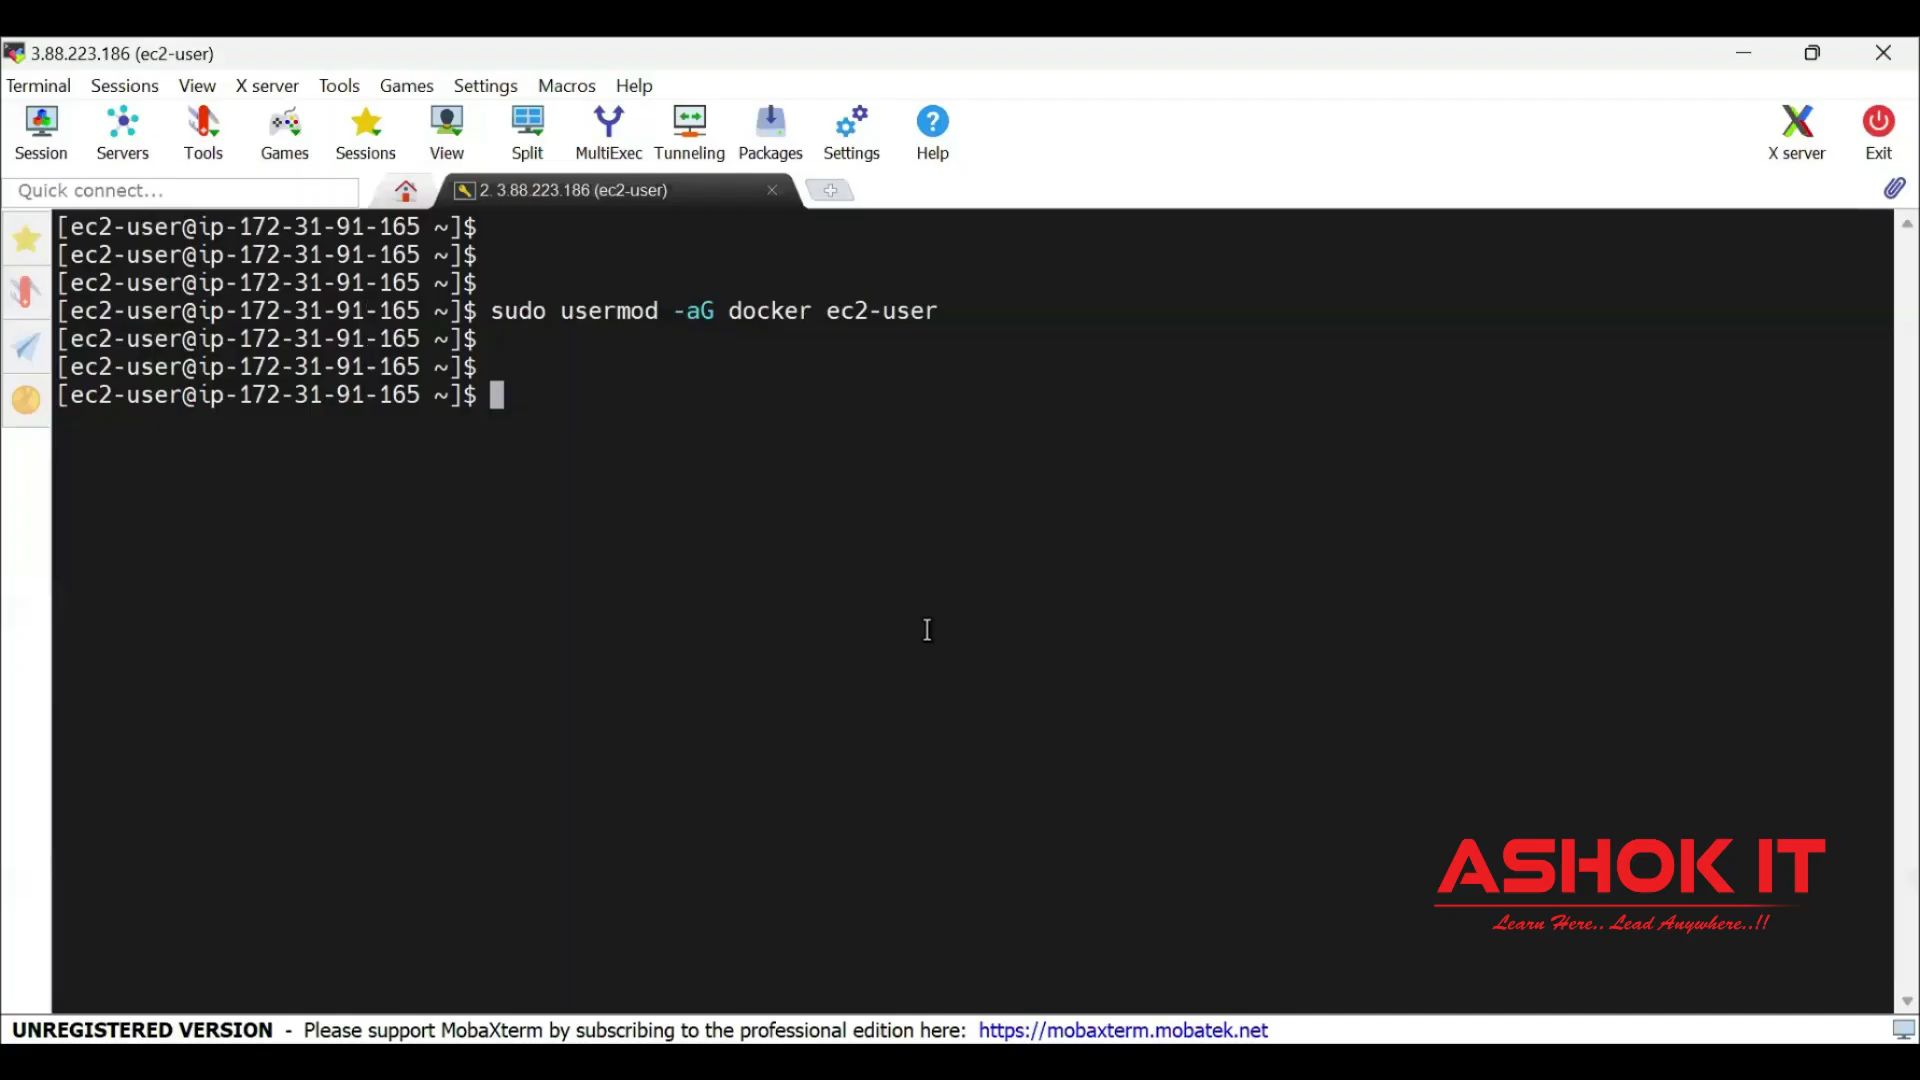 3.88.223.186 (ec2-user)
Terminal Sessions View X server Tools Games Settings Macros Help
Session Servers Tools Games Sessions View Split MultiExec Tunneling Packages Settings Help X server Exit
Quick connect...
2. 3.88.223.186 (ec2-user)
[ec2-user@ip-172-31-91-165 ~]$
[ec2-user@ip-172-31-91-165 ~]$
[ec2-user@ip-172-31-91-165 ~]$
[ec2-user@ip-172-31-91-165 ~]$ sudo usermod -aG docker ec2-user
[ec2-user@ip-172-31-91-165 ~]$
[ec2-user@ip-172-31-91-165 ~]$
[ec2-user@ip-172-31-91-165 ~]$
ASHOK IT
Learn Here.. Lead Anywhere..!!
UNREGISTERED VERSION - Please support MobaXterm by subscribing to the professional edition here: https://mobaxterm.mobatek.net